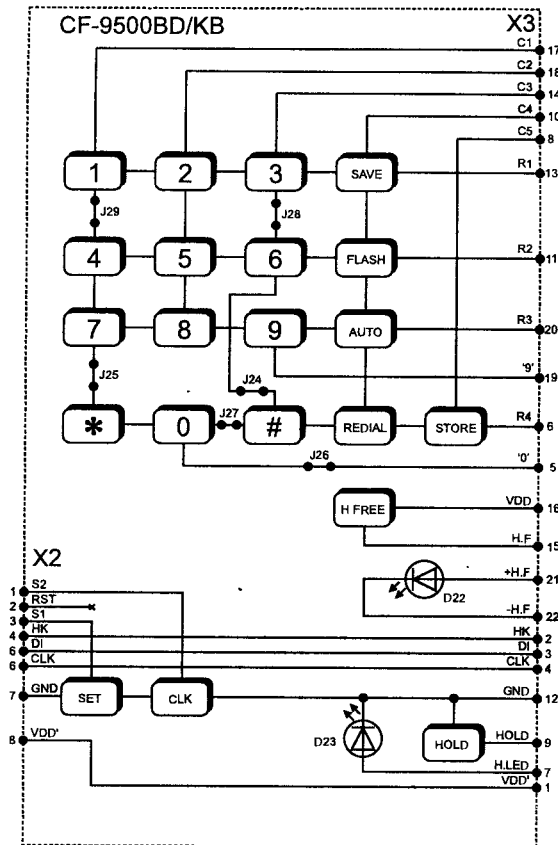 CF-9500BD/KB X3
C1 17
C2 18
C3 14
C4 10
C5 8
1 2 3 SAVE R1 13
J29 J28
4 5 6 FLASH R2 11
7 8 9 AUTO R3 20
'9' 19
J25 J24
* 0 J27 # REDIAL STORE R4 6
J26 '0' 5
H FREE VDD 16
H.F 15
X2
+H.F 21
1 S2 D22
2 RST
3 S1 -H.F 22
4 HK HK 2
6 DI DI 3
6 CLK CLK 4
7 GND SET CLK GND 12
8 VDD' D23 HOLD HOLD 9
H.LED 7
VDD' 1